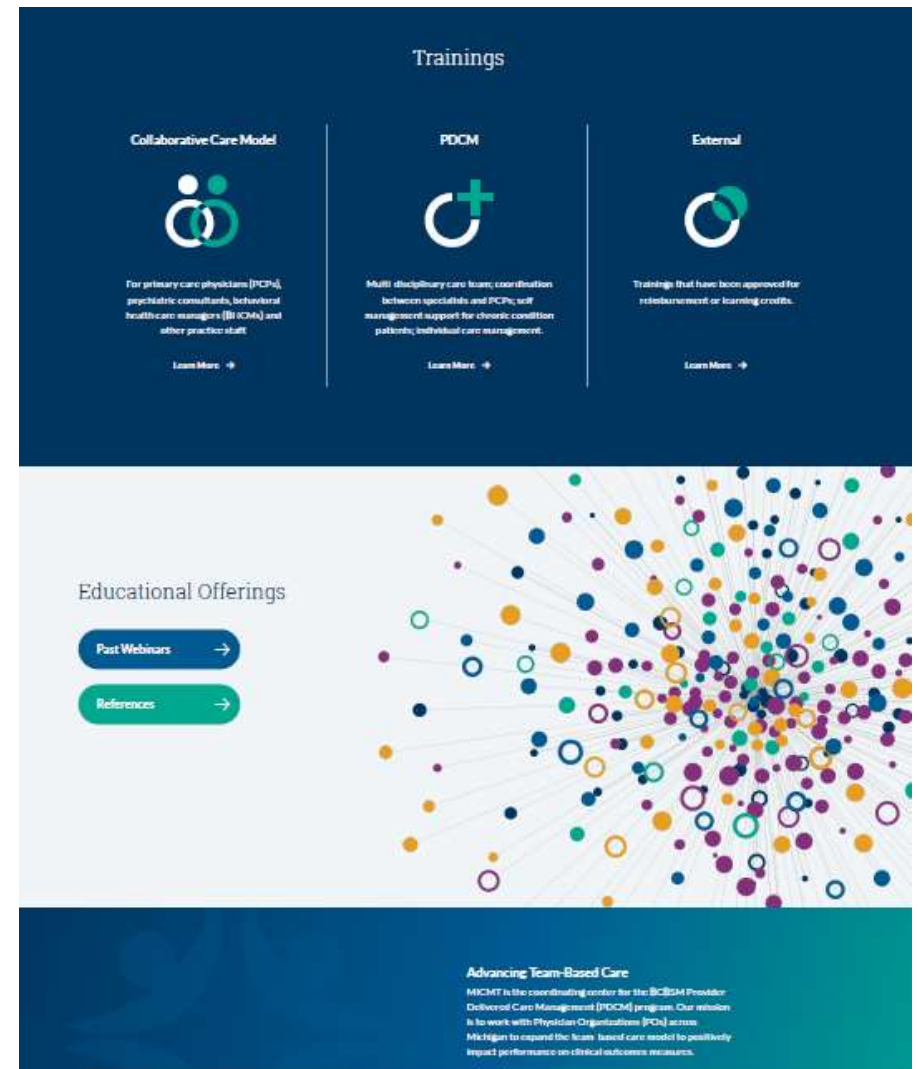 Trainings
Collaborative Care Model
For primary care physicians (PCPs),
psychiatric consultants, behavioral
health care managers (BHCMs) and
other practice staff
Learn More →
PDCM
Multi disciplinary care team; coordination
between specialists and PCPs; self
management support for chronic condition
patients; individual care management.
Learn More →
External
Trainings that have been approved for
reimbursement or learning credits.
Learn More →
Educational Offerings
Past Webinars →
References →
Advancing Team-Based Care
MICMT is the coordinating center for the BCBSM Provider
Delivered Care Management (PDCM) program. Our mission
is to work with Physician Organizations (POs) across
Michigan to expand the team based care model to positively
impact performance on clinical outcomes measures.